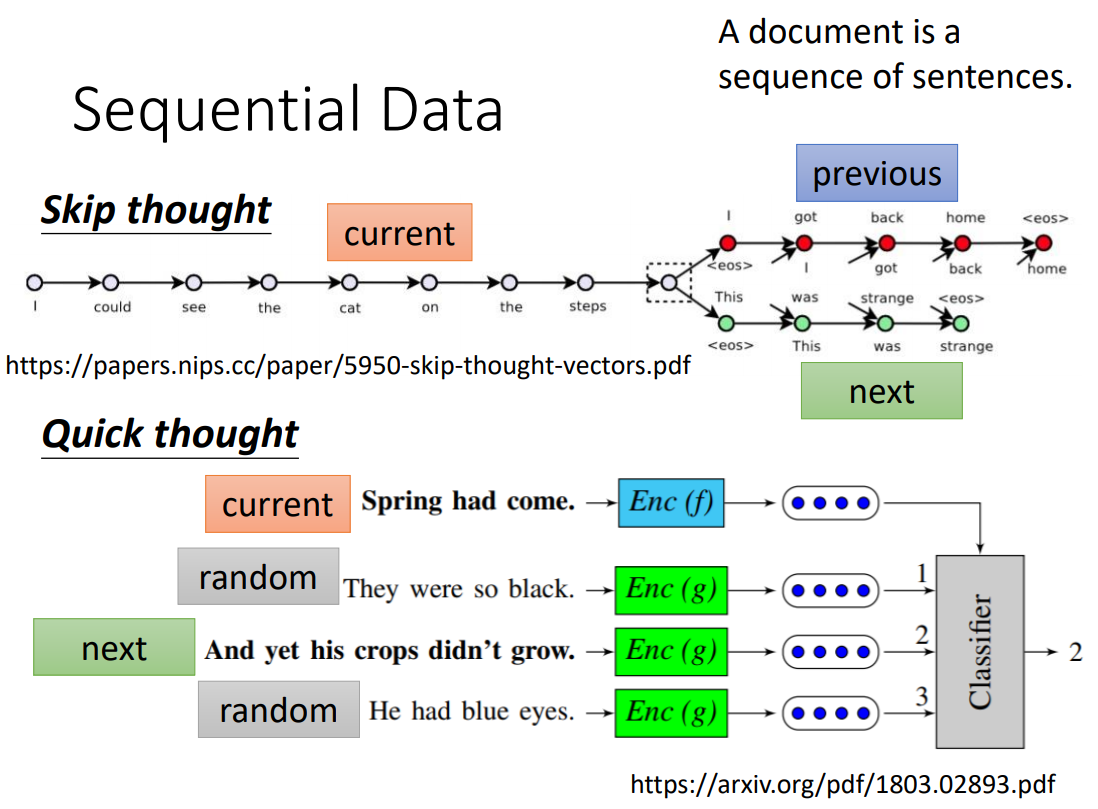 A document is a
sequence of sentences.
Sequential Data
previous
Skip thought
current
I got back home <eos>
<eos> I got back home
I could see the cat on the steps
This was strange <eos>
<eos> This was strange
https://papers.nips.cc/paper/5950-skip-thought-vectors.pdf
next
Quick thought
current Spring had come. Enc (f)
random They were so black. Enc (g) 1
next And yet his crops didn't grow. Enc (g) 2 Classifier 2
random He had blue eyes. Enc (g) 3
https://arxiv.org/pdf/1803.02893.pdf